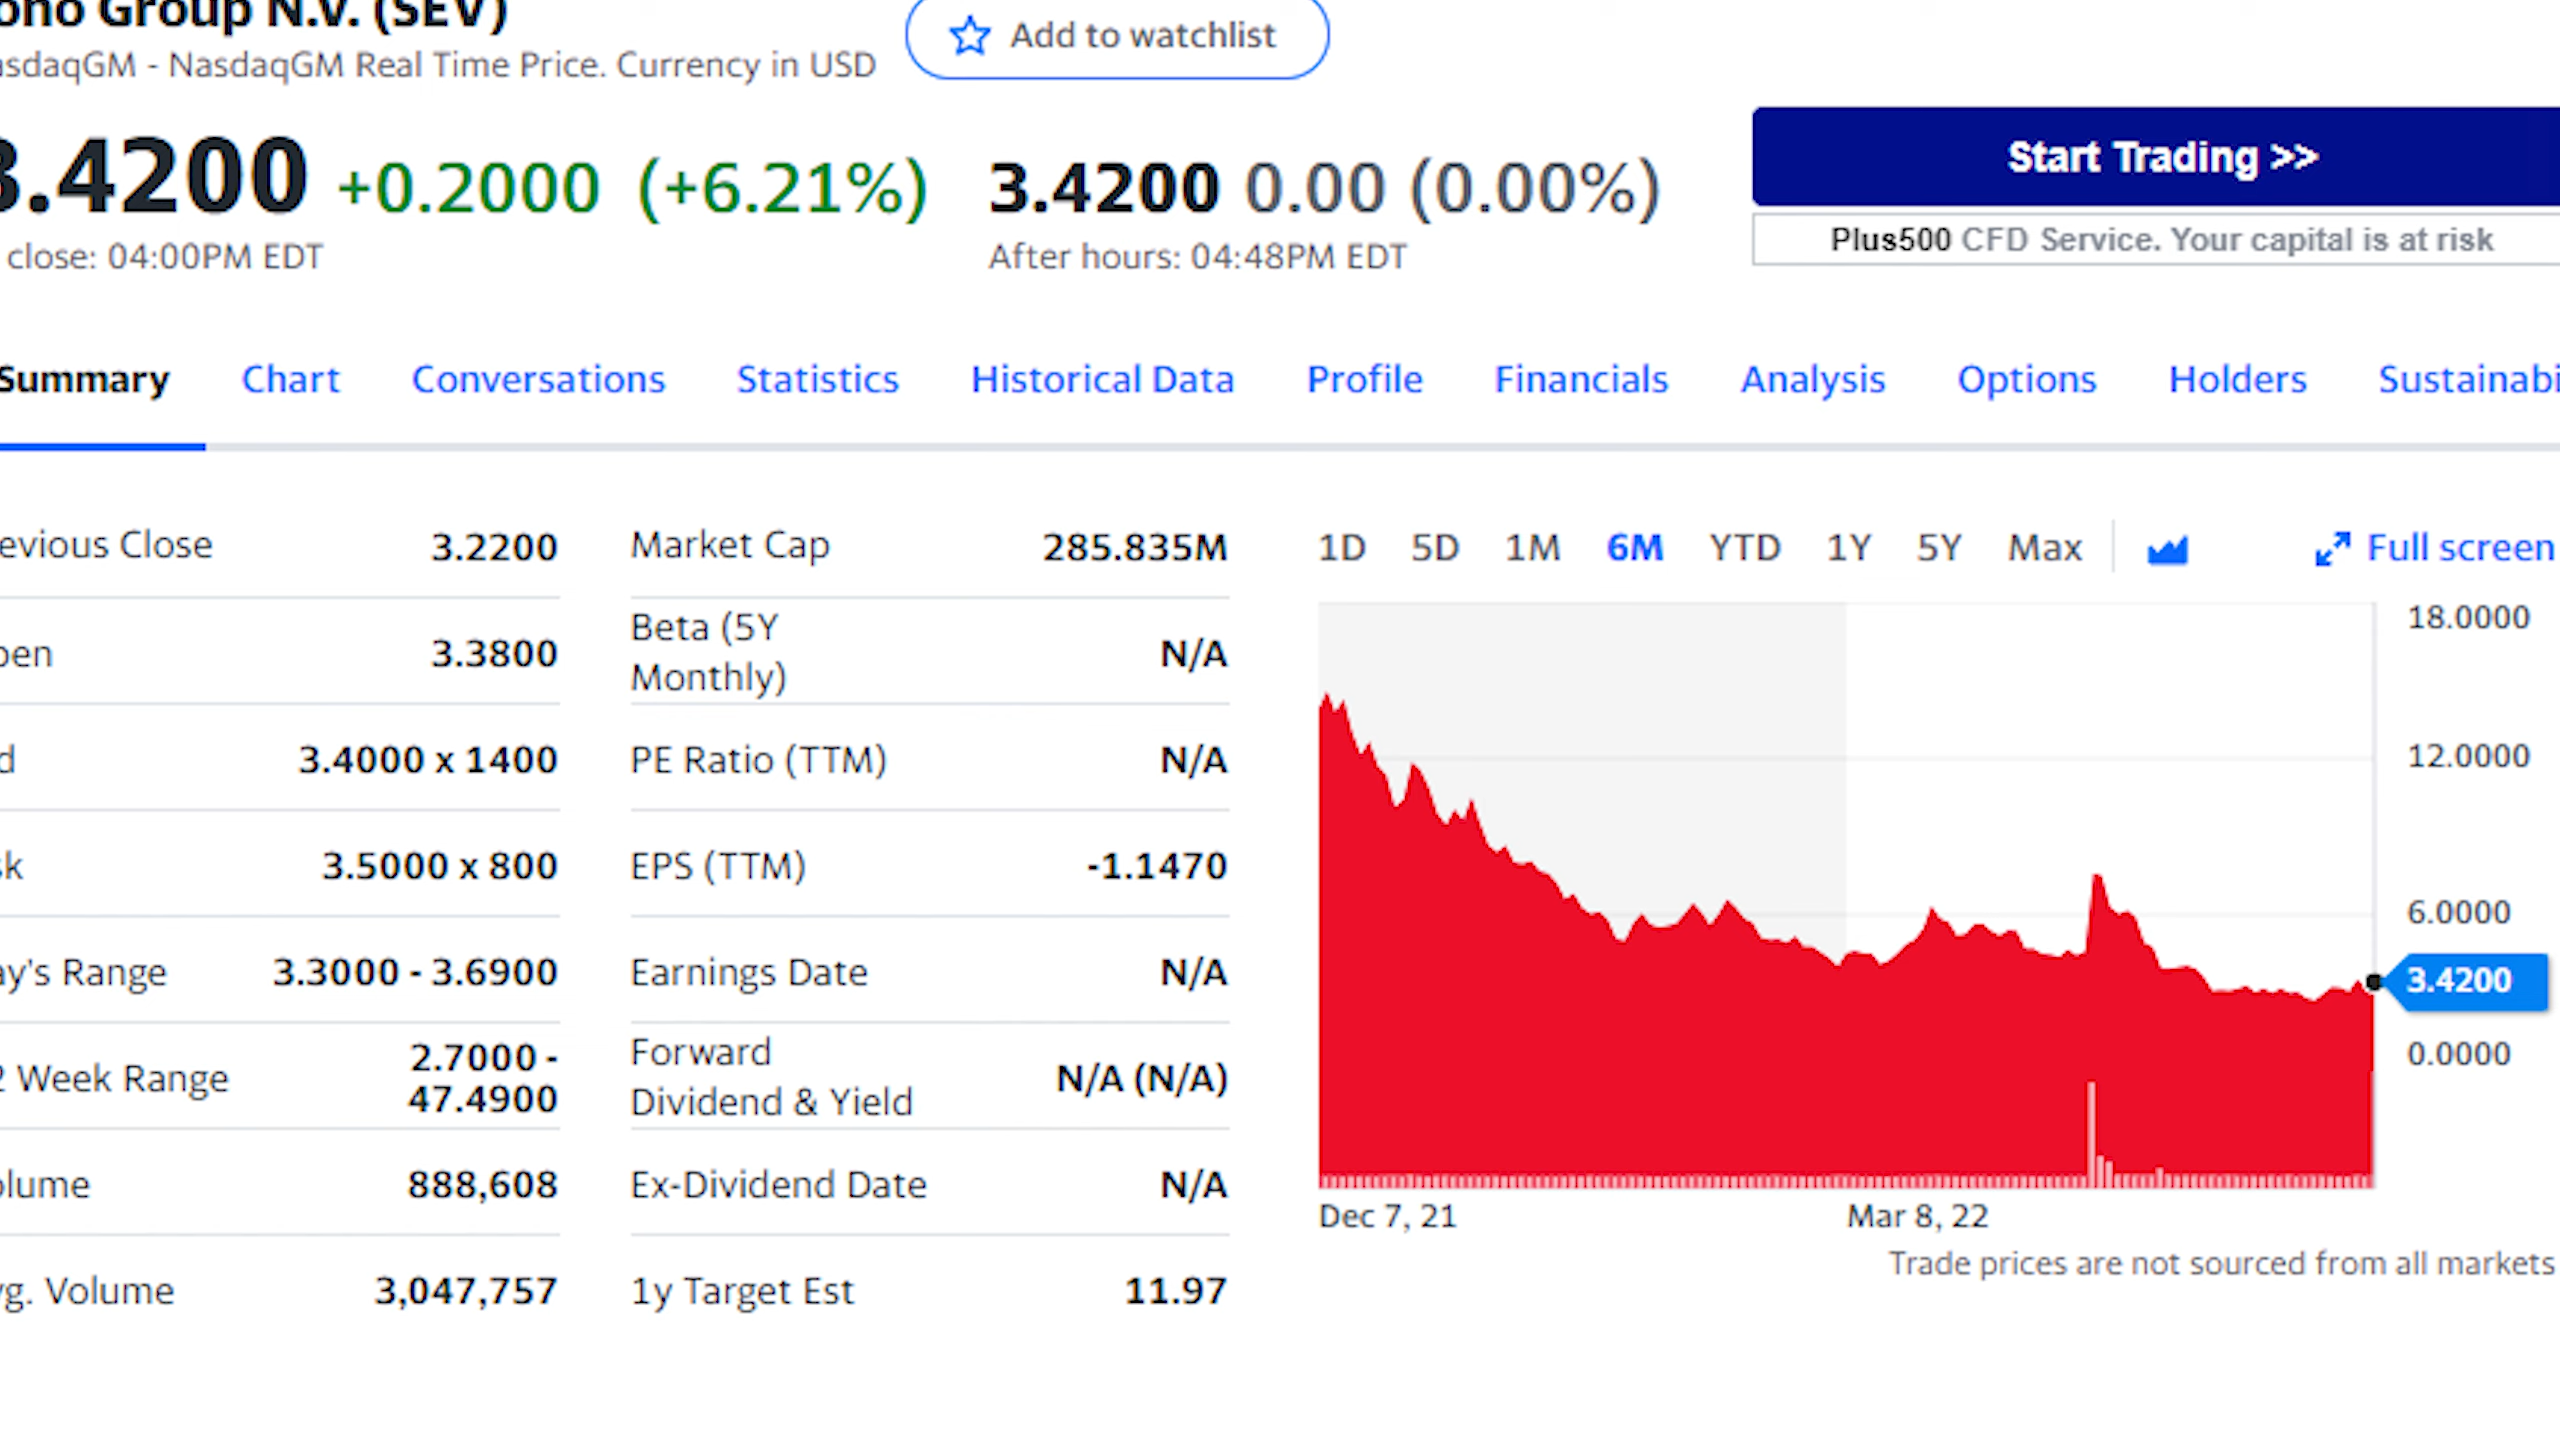 ono Group N.V. (SEV)
asdaqGM - NasdaqGM Real Time Price. Currency in USD
Add to watchlist
3.4200 +0.2000 (+6.21%)
close: 04:00PM EDT
3.4200 0.00 (0.00%)
After hours: 04:48PM EDT
Start Trading >>
Plus500 CFD Service. Your capital is at risk
Summary Chart Conversations Statistics Historical Data Profile Financials Analysis Options Holders Sustainabi
evious Close 3.2200
pen 3.3800
d 3.4000 x 1400
sk 3.5000 x 800
ay's Range 3.3000 - 3.6900
2 Week Range 2.7000 -
47.4900
olume 888,608
vg. Volume 3,047,757
Market Cap 285.835M
Beta (5Y
Monthly) N/A
PE Ratio (TTM) N/A
EPS (TTM) -1.1470
Earnings Date N/A
Forward
Dividend & Yield N/A (N/A)
Ex-Dividend Date N/A
1y Target Est 11.97
1D 5D 1M 6M YTD 1Y 5Y Max Full screen
18.0000
12.0000
6.0000
3.4200
0.0000
Dec 7, 21 Mar 8, 22
Trade prices are not sourced from all markets